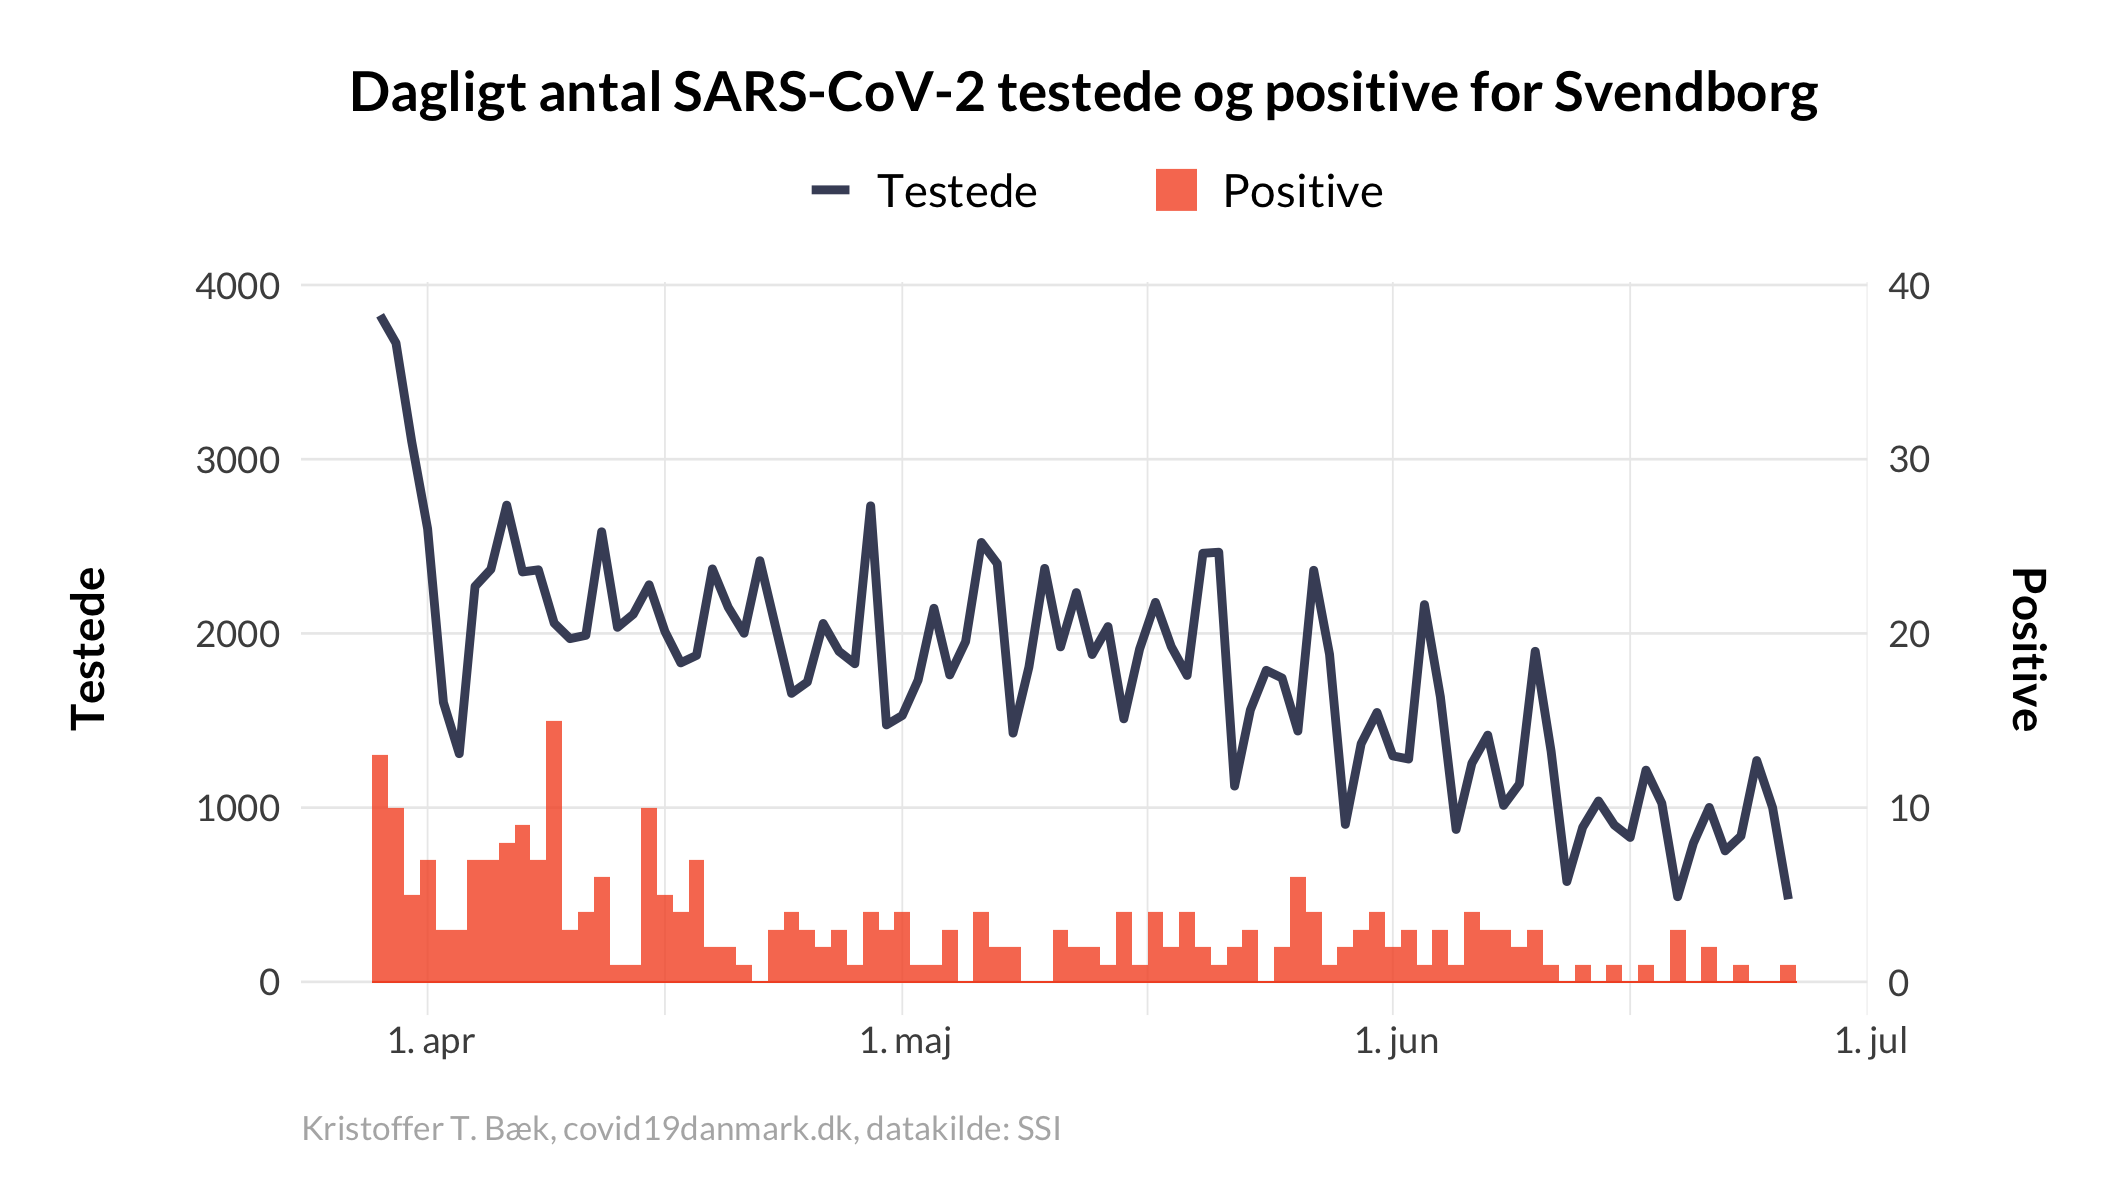 Dagligt antal SARS-CoV-2 testede og positive for Svendborg
Testede
Positive
4000
3000
2000
1000
0
40
30
20
10
0
Testede
Positive
1. apr
1. maj
1. jun
1. jul
Kristoffer T. Bæk, covid19danmark.dk, datakilde: SSI